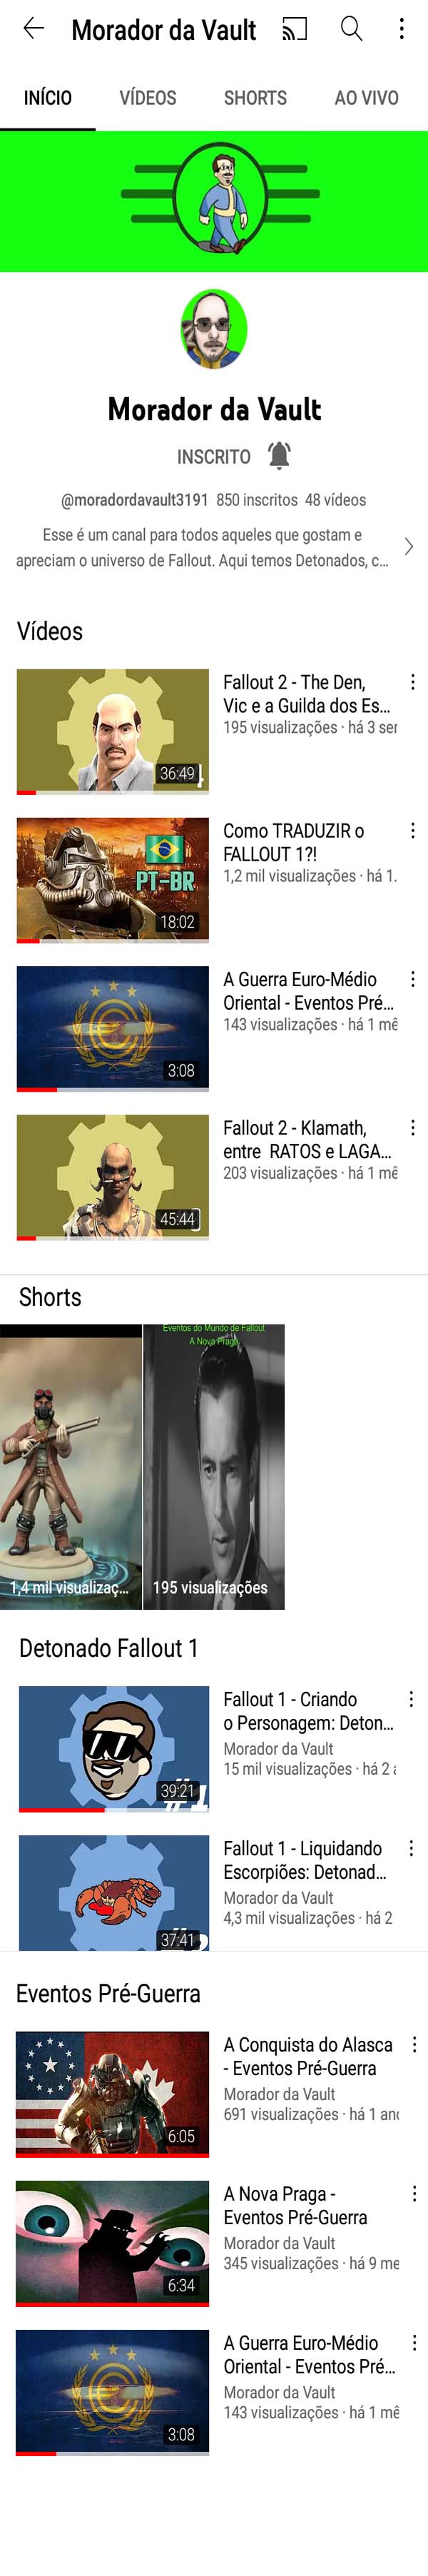 Morador da Vault
INÍCIO VÍDEOS SHORTS AO VIVO
Morador da Vault
INSCRITO
@moradordavault3191 850 inscritos 48 vídeos
Esse é um canal para todos aqueles que gostam e
apreciam o universo de Fallout. Aqui temos Detonados, c...
Vídeos
Fallout 2 - The Den,
Vic e a Guilda dos Es...
195 visualizações · há 3 ser
36:49
Como TRADUZIR o
FALLOUT 1?!
1,2 mil visualizações · há 1.
PT-BR
18:02
A Guerra Euro-Médio
Oriental - Eventos Pré...
143 visualizações · há 1 mê
3:08
Fallout 2 - Klamath,
entre RATOS e LAGA...
203 visualizações · há 1 mê
45:44
Shorts
Eventos do Mundo de Fallout
A Nova Praga
1,4 mil visualizaç...
195 visualizações
Detonado Fallout 1
Fallout 1 - Criando
o Personagem: Deton...
Morador da Vault
15 mil visualizações · há 2 a
39:21
#1
Fallout 1 - Liquidando
Escorpiões: Detonad...
Morador da Vault
4,3 mil visualizações · há 2
37:41
Eventos Pré-Guerra
A Conquista do Alasca
- Eventos Pré-Guerra
Morador da Vault
691 visualizações · há 1 ano
6:05
A Nova Praga -
Eventos Pré-Guerra
Morador da Vault
345 visualizações · há 9 me
6:34
A Guerra Euro-Médio
Oriental - Eventos Pré...
Morador da Vault
143 visualizações · há 1 mê
3:08